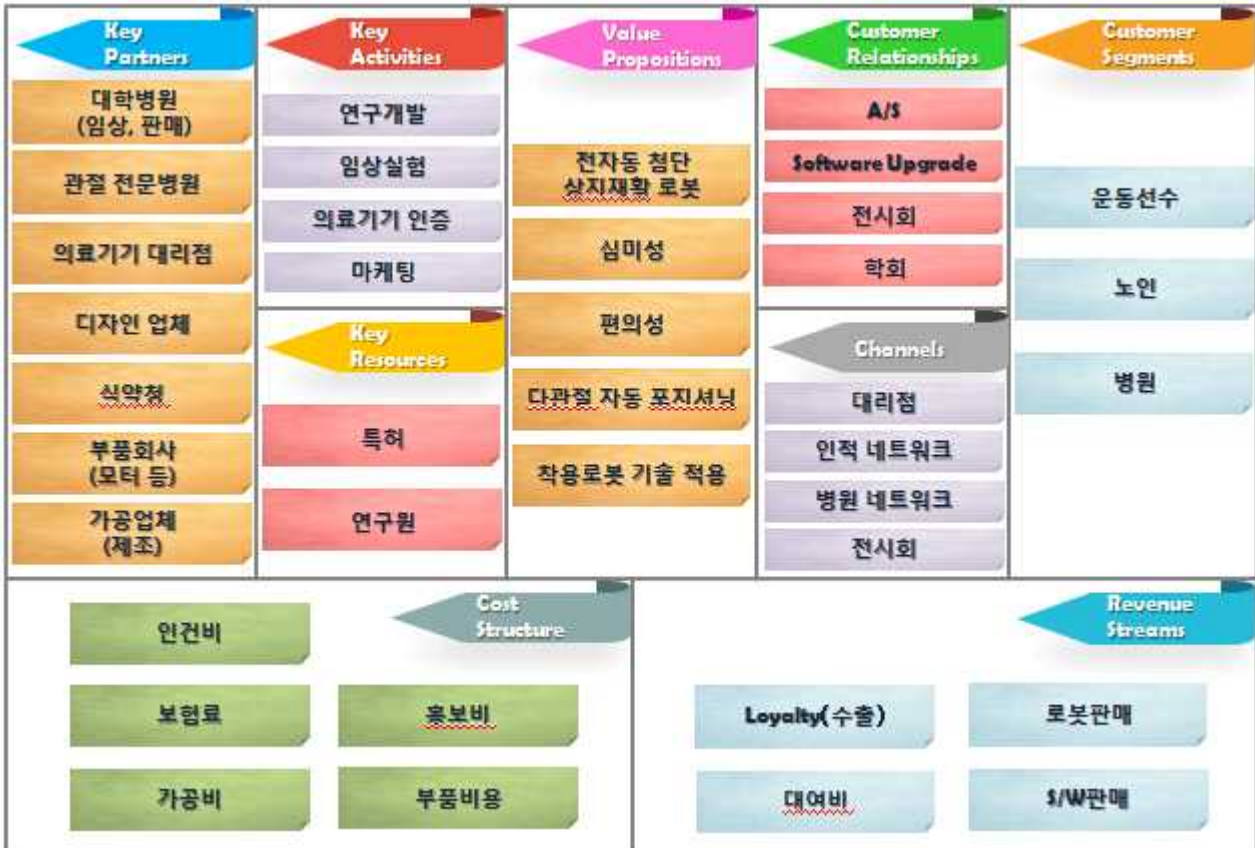 Key
Partners
대학병원
(임상, 판매)
관절 전문병원
의료기기 대리점
디자인 업체
식약청
부품회사
(모터 등)
가공업체
(제조)
Key
Activities
연구개발
임상실험
의료기기 인증
마케팅
Key
Resources
특허
연구원
Value
Propositions
전자동 첨단
상지재활 로봇
심미성
편의성
다관절 자동 포지셔닝
착용로봇 기술 적용
Customer
Relationships
A/S
Software Upgrade
전시회
학회
Channels
대리점
인적 네트워크
병원 네트워크
전시회
Customer
Segments
운동선수
노인
병원
Cost
Structure
인건비
보험료
홍보비
가공비
부품비용
Revenue
Streams
Loyalty(수출)
로봇판매
대여비
S/W판매